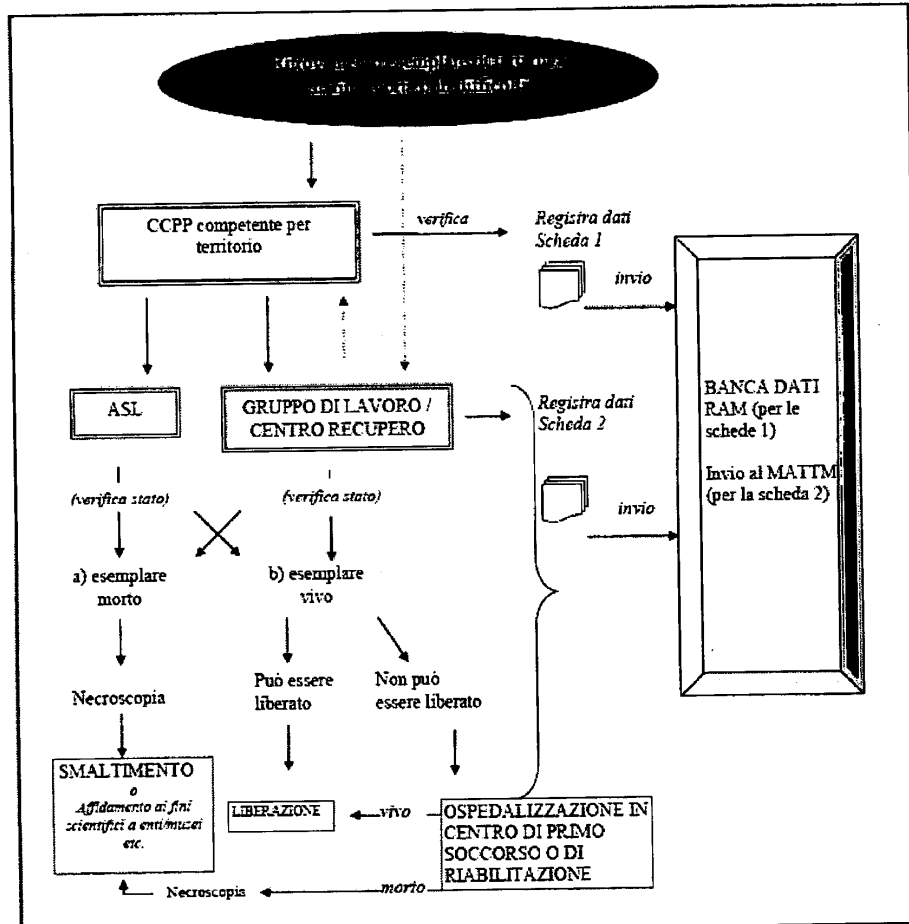 CCPP competente per
territorio
verifica
Registra dati
Scheda 1
invio
ASL
GRUPPO DI LAVORO /
CENTRO RECUPERO
Registra dati
Scheda 2
invio
BANCA DATI
RAM (per le
schede 1)
Invio al MATTM
(per la scheda 2)
(verifica stato)
(verifica stato)
a) esemplare
morto
b) esemplare
vivo
Necroscopia
Può essere
liberato
Non può
essere liberato
SMALTIMENTO
o
Affidamento ai fini
scientifici a enti/musei
etc.
LIBERAZIONE
vivo
OSPEDALIZZAZIONE IN
CENTRO DI PRIMO
SOCCORSO O DI
RIABILITAZIONE
Necroscopia
morto